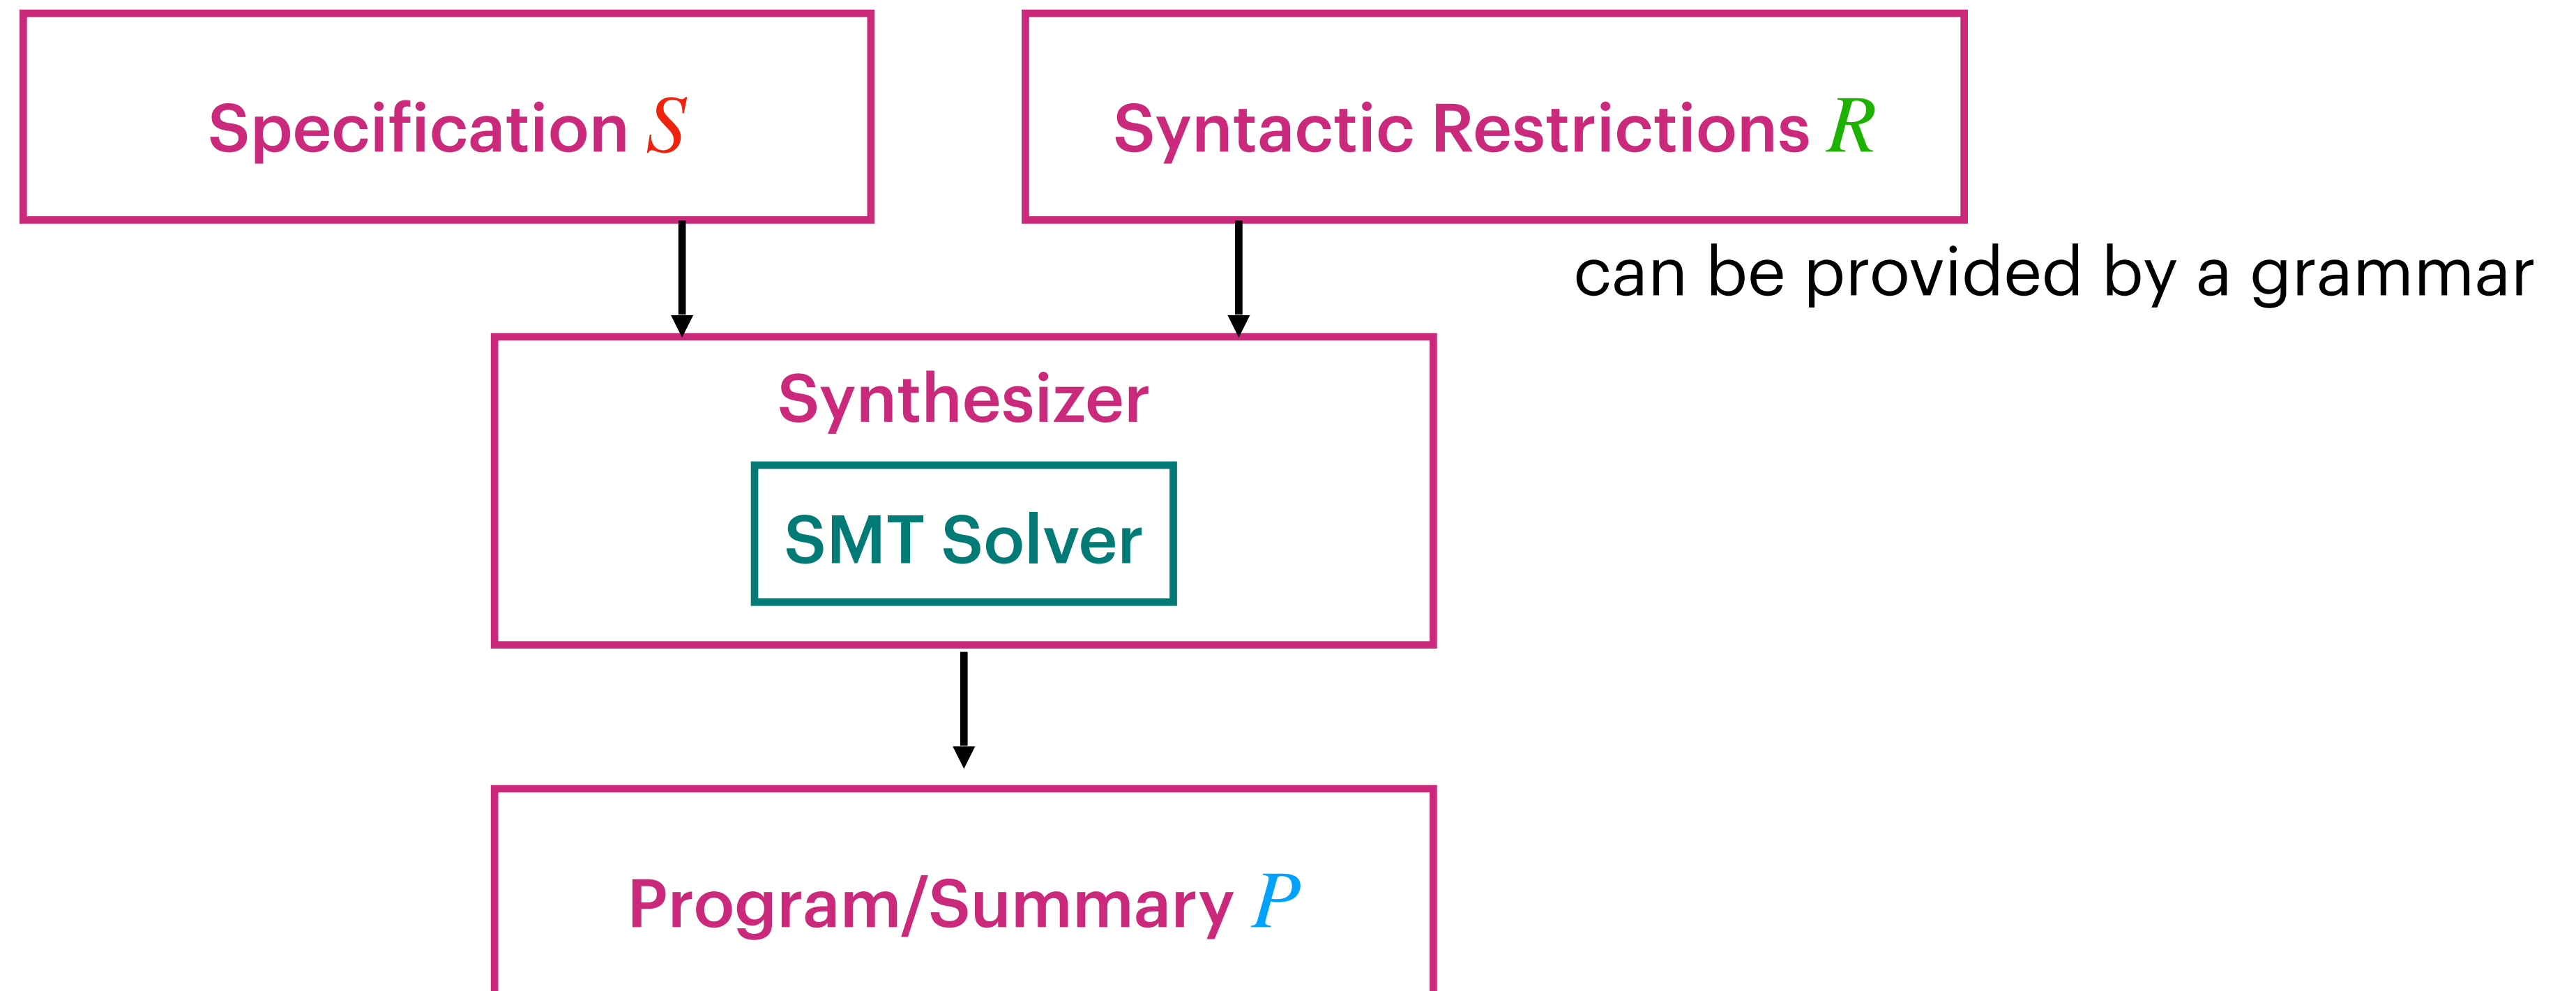 Specification S
Syntactic Restrictions R
can be provided by a grammar
Synthesizer
SMT Solver
Program/Summary P